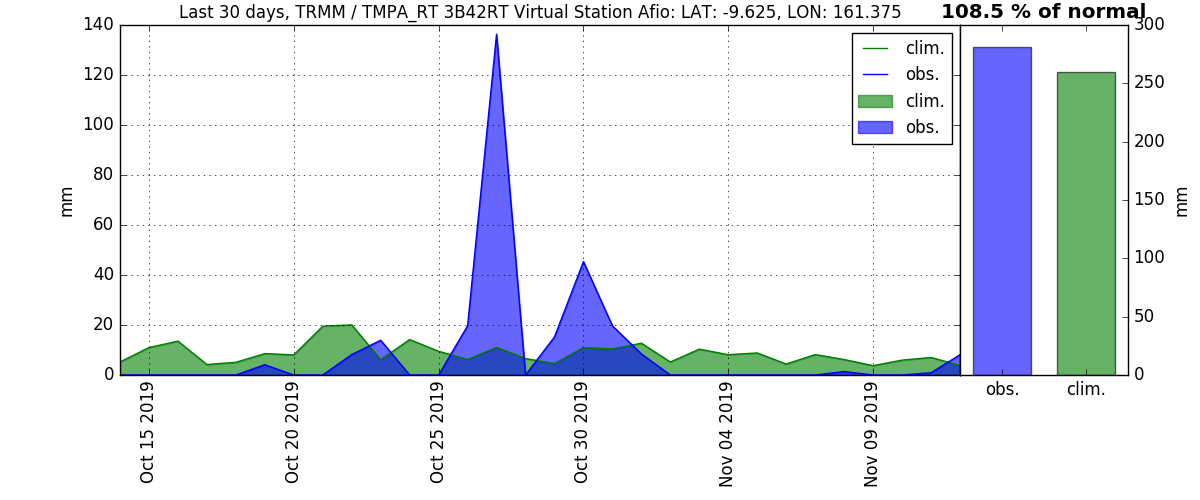 Last 30 days, TRMM / TMPA_RT 3B42RT Virtual Station Afio: LAT: -9.625, LON: 161.375
108.5 % of normal
140
120
100
80
60
40
20
0
mm
clim.
obs.
clim.
obs.
Oct 15 2019
Oct 20 2019
Oct 25 2019
Oct 30 2019
Nov 04 2019
Nov 09 2019
300
250
200
150
100
50
0
mm
obs.
clim.